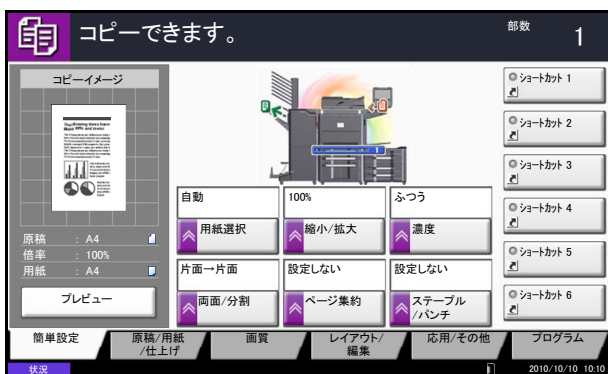 コピーできます。
部数
1
コピーイメージ
原稿 : A4
倍率 : 100%
用紙 : A4
プレビュー
1
自動
用紙選択
100%
縮小/拡大
ふつう
濃度
片面→片面
両面/分割
設定しない
ページ集約
設定しない
ステープル
/パンチ
ショートカット 1
ショートカット 2
ショートカット 3
ショートカット 4
ショートカット 5
ショートカット 6
簡単設定
原稿/用紙
/仕上げ
画質
レイアウト/
編集
応用/その他
プログラム
状況
2010/10/10 10:10